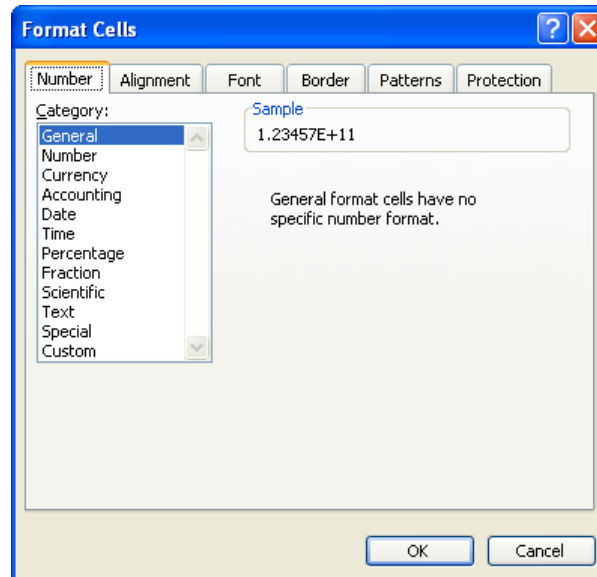 Format Cells
Number Alignment Font Border Patterns Protection
Category:
General
Number
Currency
Accounting
Date
Time
Percentage
Fraction
Scientific
Text
Special
Custom
Sample
1.23457E+11
General format cells have no
specific number format.
OK Cancel